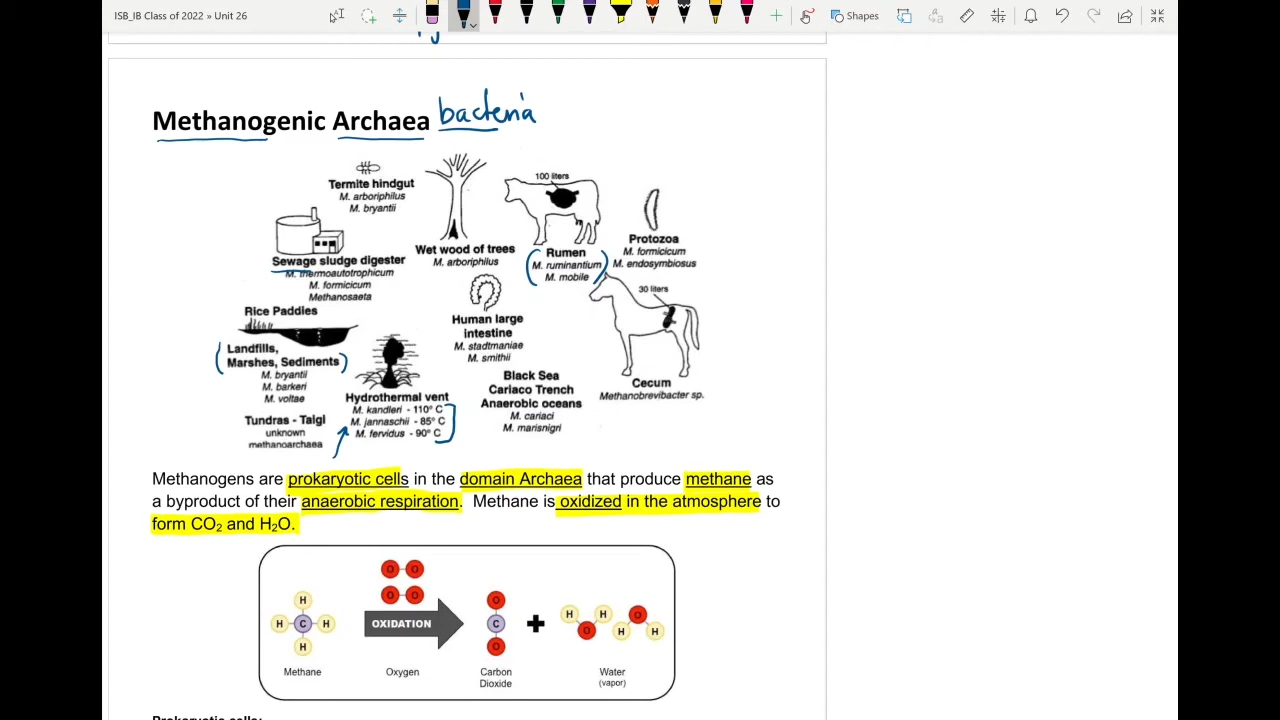 ISB_IB Class of 2022 » Unit 26
Shapes
Methanogenic Archaea bacteria
Termite hindgut
M. arboriphilus
M. bryantii
100 liters
Sewage sludge digester
M. thermoautotrophicum
M. formicicum
Methanosaeta
Wet wood of trees
M. arboriphilus
Rumen
M. ruminantium
M. mobile
Protozoa
M. formicicum
M. endosymbiosus
30 liters
Rice Paddies
Landfills,
Marshes, Sediments
M. bryantii
M. barkeri
M. voltae
Human large
intestine
M. stadtmaniae
M. smithii
Hydrothermal vent
M. kandleri - 110° C
M. jannaschii - 85° C
M. fervidus - 90° C
Black Sea
Cariaco Trench
Anaerobic oceans
M. cariaci
M. marisnigri
Cecum
Methanobrevibacter sp.
Tundras - Taigi
unknown
methanoarchaea
Methanogens are prokaryotic cells in the domain Archaea that produce methane as
a byproduct of their anaerobic respiration. Methane is oxidized in the atmosphere to
form CO₂ and H₂O.
O O
O O
H
H C H
H
OXIDATION
O
C
O
+
H H O
O H H
Methane
Oxygen
Carbon
Dioxide
Water
(vapor)
Prokaryotic cells: